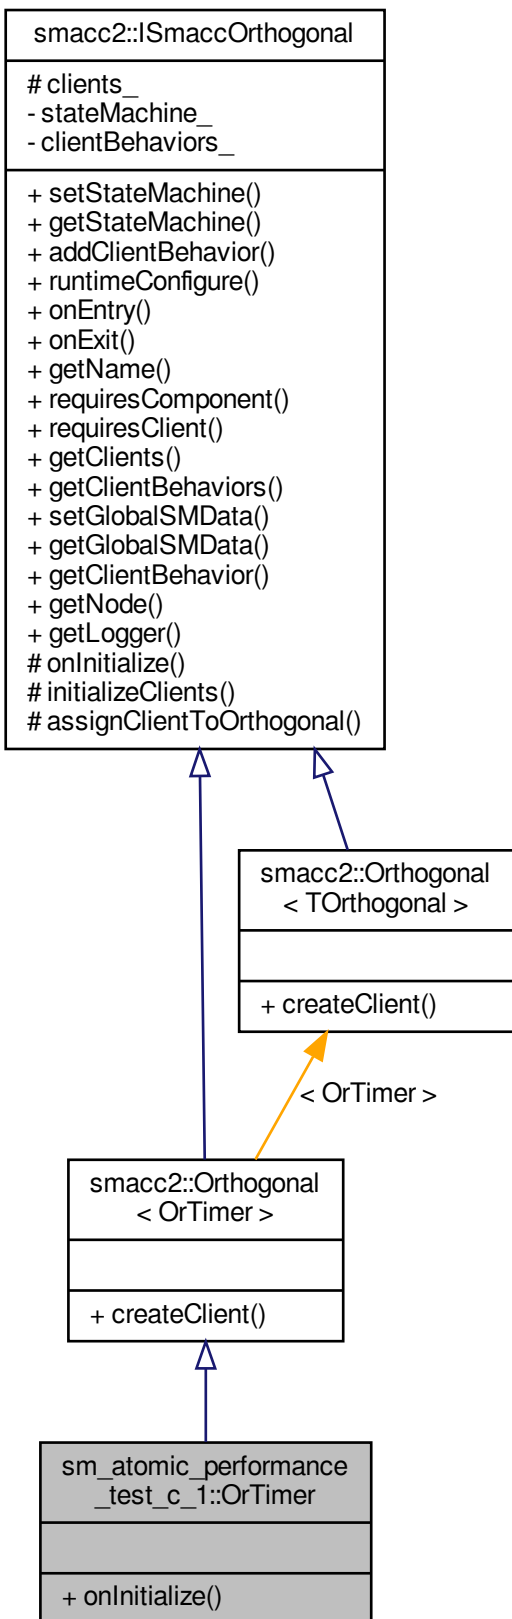 smacc2::ISmaccOrthogonal
# clients_
- stateMachine_
- clientBehaviors_
+ setStateMachine()
+ getStateMachine()
+ addClientBehavior()
+ runtimeConfigure()
+ onEntry()
+ onExit()
+ getName()
+ requiresComponent()
+ requiresClient()
+ getClients()
+ getClientBehaviors()
+ setGlobalSMData()
+ getGlobalSMData()
+ getClientBehavior()
+ getNode()
+ getLogger()
# onInitialize()
# initializeClients()
# assignClientToOrthogonal()
smacc2::Orthogonal
< TOrthogonal >
+ createClient()
< OrTimer >
smacc2::Orthogonal
< OrTimer >
+ createClient()
sm_atomic_performance
_test_c_1::OrTimer
+ onInitialize()